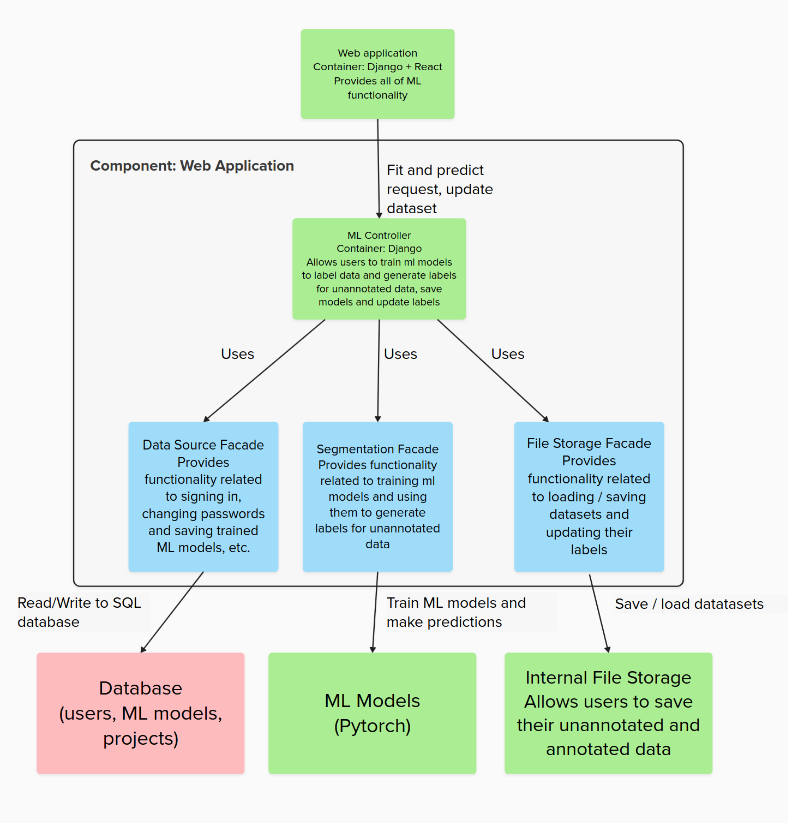 Web application
Container: Django + React
Provides all of ML
functionality
Component: Web Application
Fit and predict
request, update
dataset
ML Controller
Container: Django
Allows users to train ml models
to label data and generate labels
for unannotated data, save
models and update labels
Uses
Uses
Uses
Data Source Facade
Provides
functionality related
to signing in,
changing passwords
and saving trained
ML models, etc.
Segmentation Facade
Provides functionality
related to training ml
models and using
them to generate
labels for unannotated
data
File Storage Facade
Provides
functionality related
to loading / saving
datasets and
updating their
labels
Read/Write to SQL
database
Train ML models and
make predictions
Save / load datatasets
Database
(users, ML models,
projects)
ML Models
(Pytorch)
Internal File Storage
Allows users to save
their unannotated and
annotated data